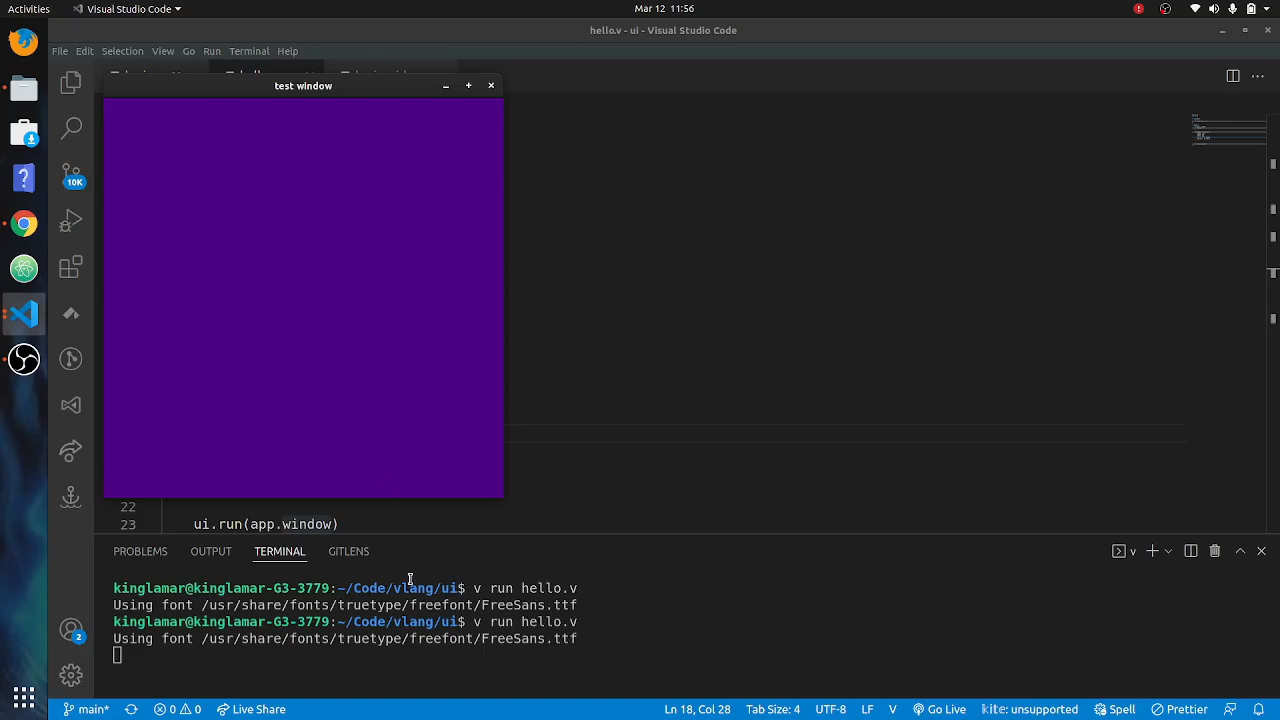 Activities
Visual Studio Code
Mar 12 11:56
hello.v - ui - Visual Studio Code
File Edit Selection View Go Run Terminal Help
test window
10K
22
23 ui.run(app.window)
PROBLEMS OUTPUT TERMINAL GITLENS
v
kinglamar@kinglamar-G3-3779:~/Code/vlang/ui$ v run hello.v
Using font /usr/share/fonts/truetype/freefont/FreeSans.ttf
kinglamar@kinglamar-G3-3779:~/Code/vlang/ui$ v run hello.v
Using font /usr/share/fonts/truetype/freefont/FreeSans.ttf
2
main* 0 0 Live Share Ln 18, Col 28 Tab Size: 4 UTF-8 LF V Go Live kite: unsupported Spell Prettier